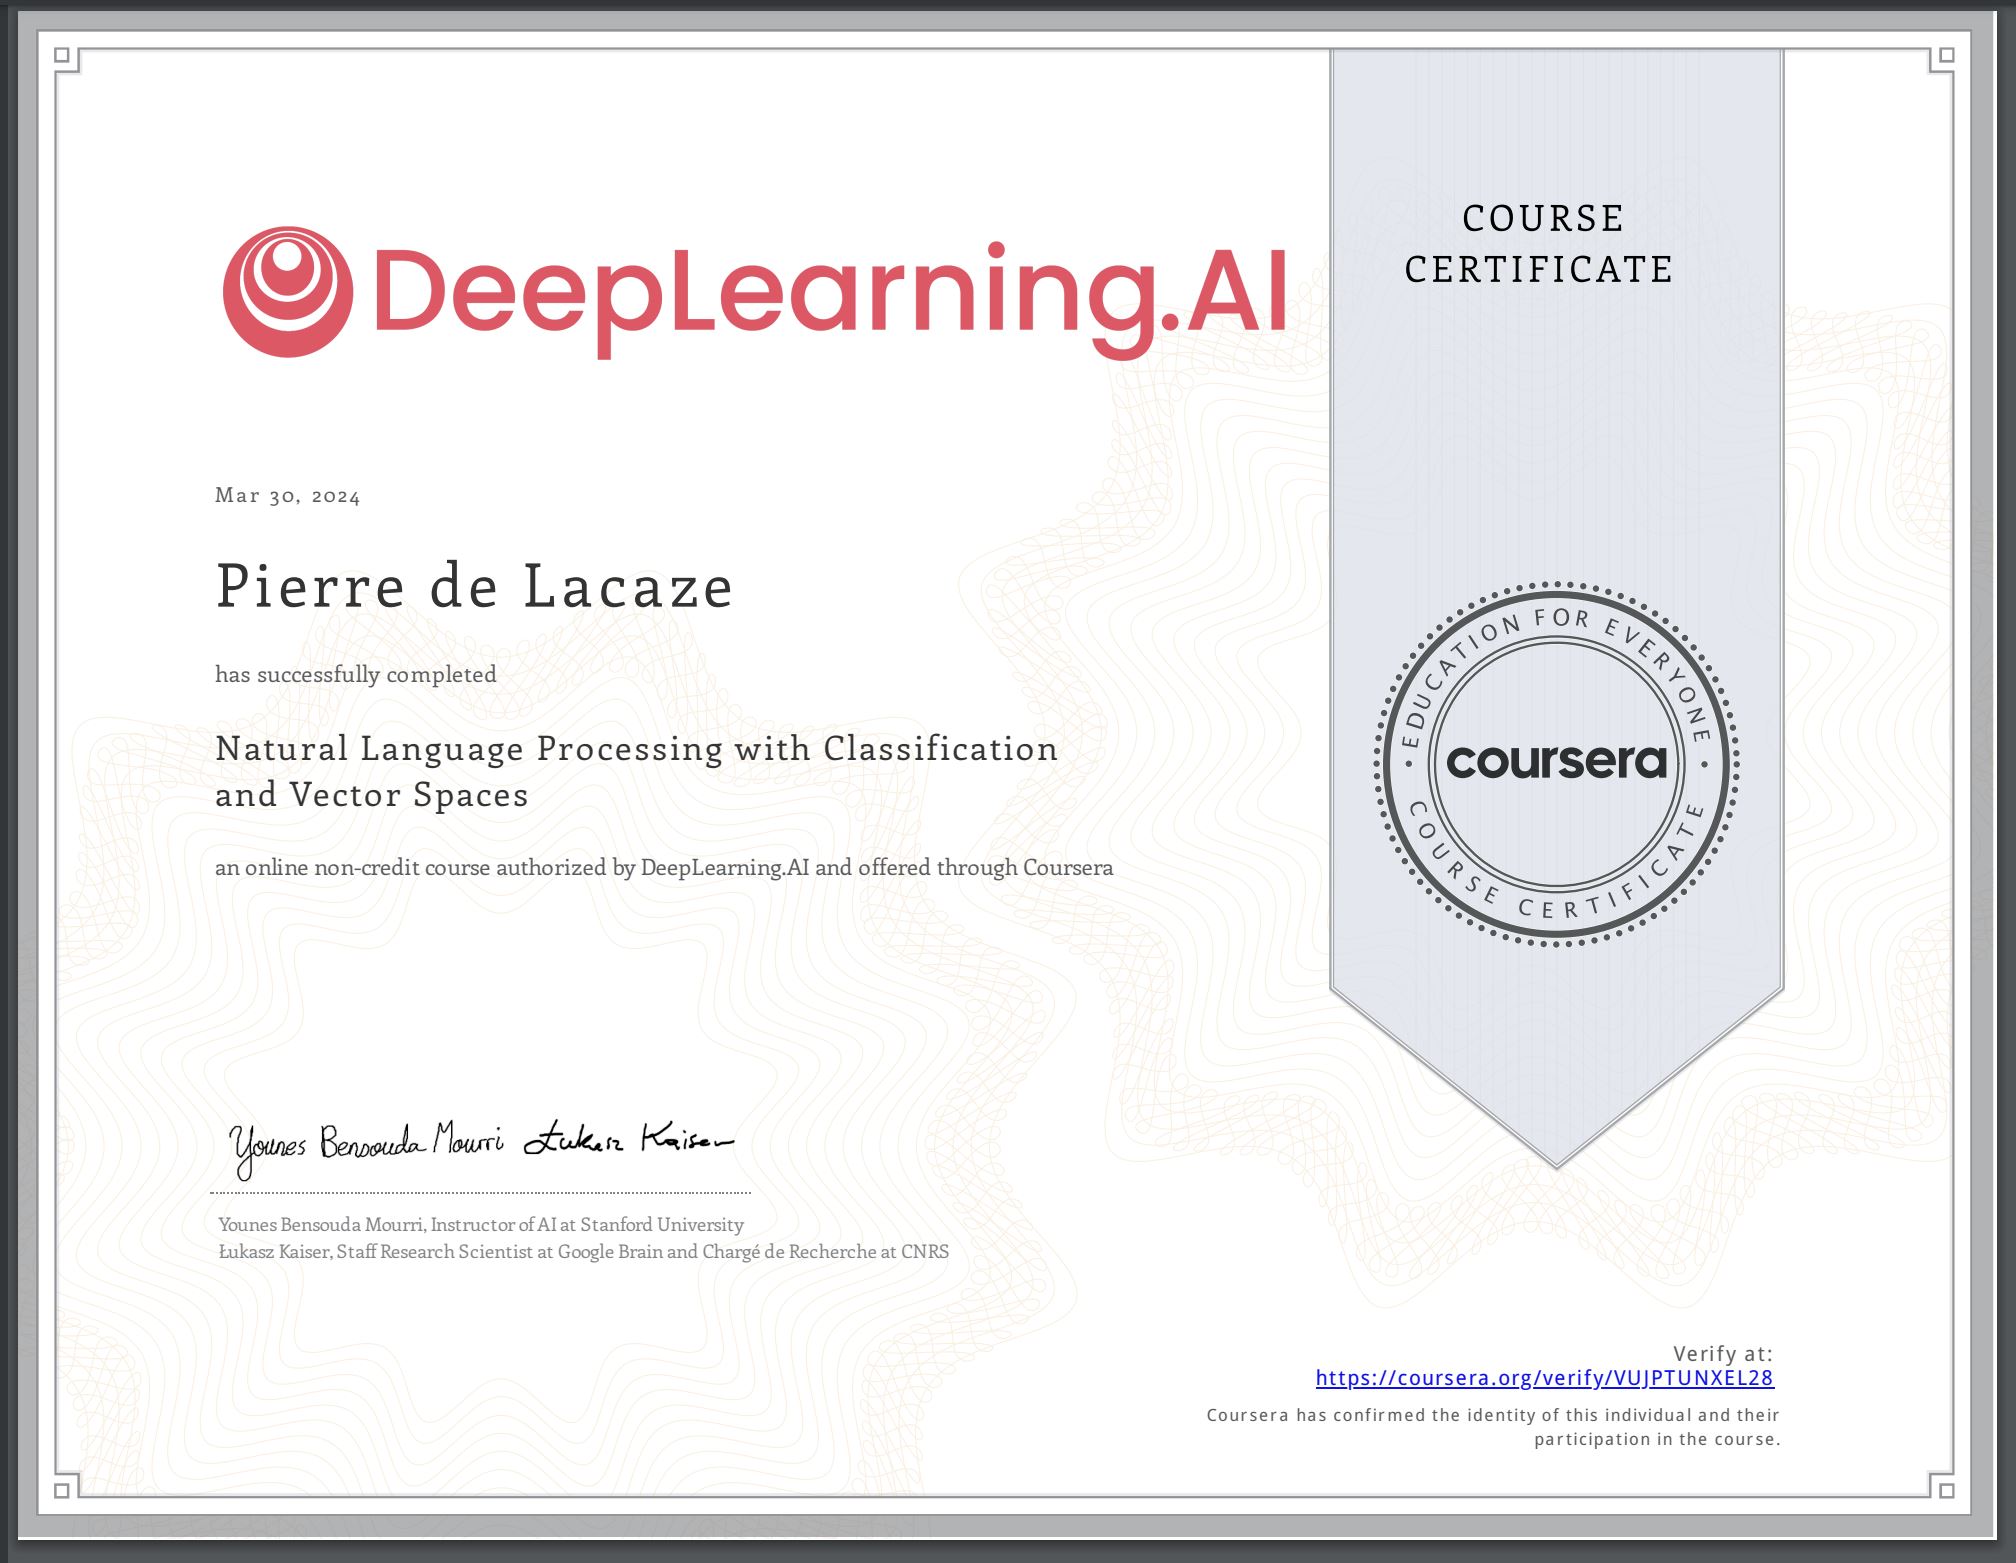 DeepLearning.AI
COURSE
CERTIFICATE
Mar 30, 2024
Pierre de Lacaze
has successfully completed
Natural Language Processing with Classification
and Vector Spaces
an online non-credit course authorized by DeepLearning.AI and offered through Coursera
EDUCATION FOR EVERYONE
coursera
COURSE CERTIFICATE
Younes Bensouda Mourri Łukasz Kaiser
Younes Bensouda Mourri, Instructor of AI at Stanford University
Łukasz Kaiser, Staff Research Scientist at Google Brain and Chargé de Recherche at CNRS
Verify at:
https://coursera.org/verify/VUJPTUNXEL28
Coursera has confirmed the identity of this individual and their
participation in the course.